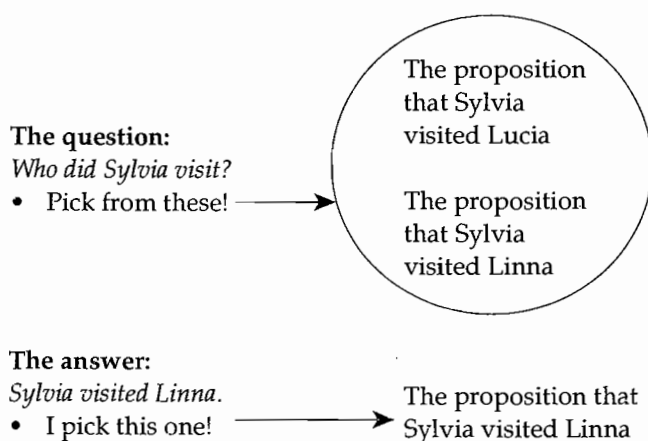 The proposition
that Sylvia
visited Lucia
The question:
Who did Sylvia visit?
• Pick from these!
The proposition
that Sylvia
visited Linna
The answer:
Sylvia visited Linna.
• I pick this one!
The proposition that
Sylvia visited Linna